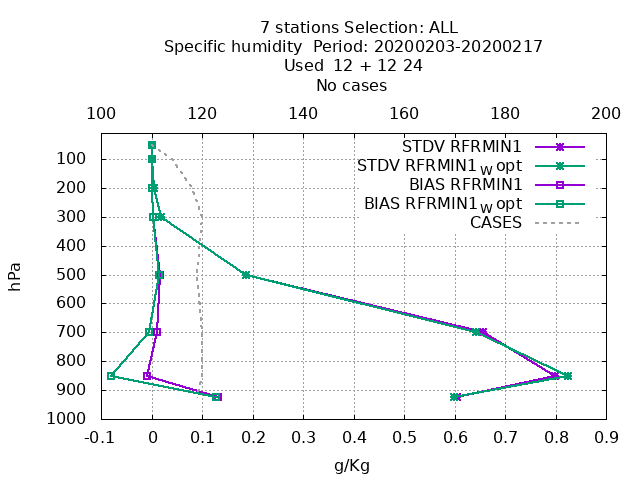 7 stations Selection: ALL
Specific humidity  Period: 20200203-20200217
Used  12 + 12 24
No cases
100 120 140 160 180 200
STDV RFRMIN1
STDV RFRMIN1w opt
BIAS RFRMIN1
BIAS RFRMIN1w opt
CASES
100
200
300
400
500
600
700
800
900
1000
hPa
-0.1 0 0.1 0.2 0.3 0.4 0.5 0.6 0.7 0.8 0.9
g/Kg